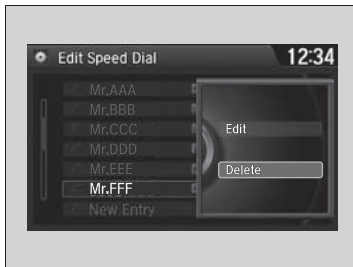 Edit Speed Dial 12:34
Mr.AAA
Mr.BBB
Mr.CCC
Edit
Mr.DDD
Mr.EEE
Delete
Mr.FFF
New Entry